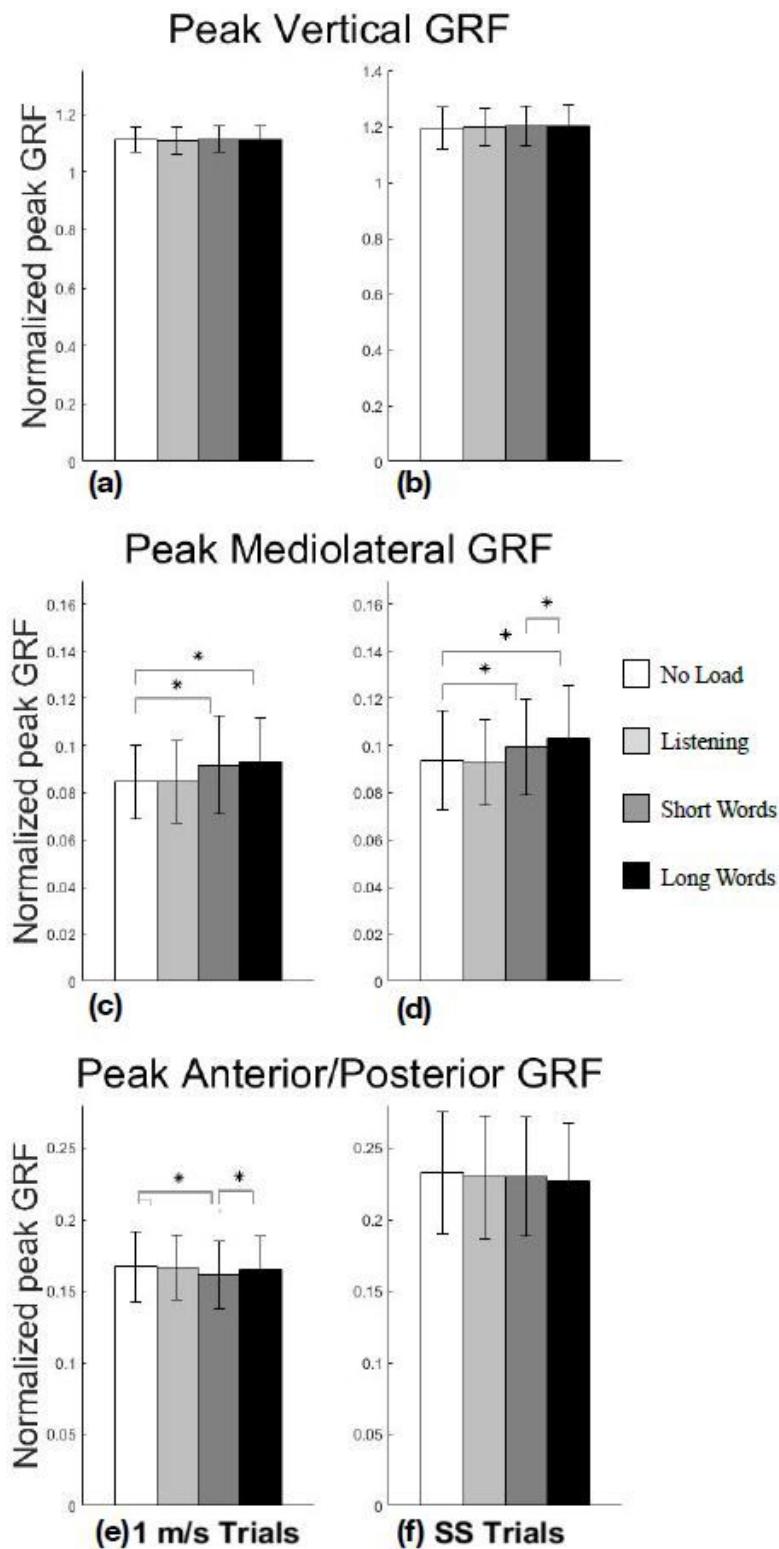 Peak Vertical GRF
Normalized peak GRF
1.2
1
0.8
0.6
0.4
0.2
0
(a)
1.4
1.2
1
0.8
0.6
0.4
0.2
0
(b)
Peak Mediolateral GRF
Normalized peak GRF
0.16
0.14
0.12
0.1
0.08
0.06
0.04
0.02
0
* *
(c)
0.16
0.14
0.12
0.1
0.08
0.06
0.04
0.02
0
* * *
(d)
No Load
Listening
Short Words
Long Words
Peak Anterior/Posterior GRF
Normalized peak GRF
0.25
0.2
0.15
0.1
0.05
0
* *
0.25
0.2
0.15
0.1
0.05
0
(e) 1 m/s Trials
(f) SS Trials